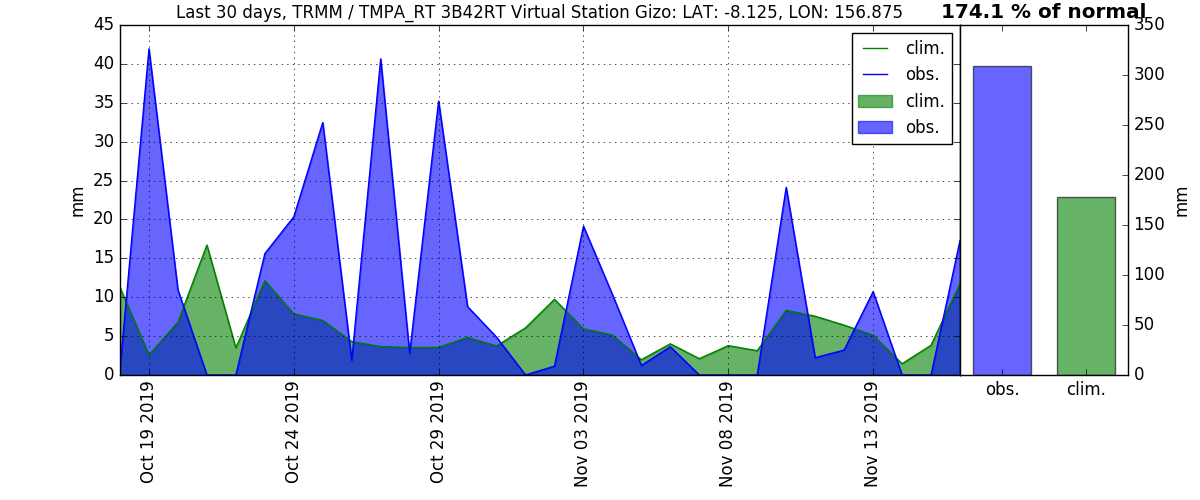 Last 30 days, TRMM / TMPA_RT 3B42RT Virtual Station Gizo: LAT: -8.125, LON: 156.875
174.1 % of normal
45
40
35
30
25
20
15
10
5
0
mm
clim.
obs.
clim.
obs.
Oct 19 2019
Oct 24 2019
Oct 29 2019
Nov 03 2019
Nov 08 2019
Nov 13 2019
350
300
250
200
150
100
50
0
mm
obs.
clim.